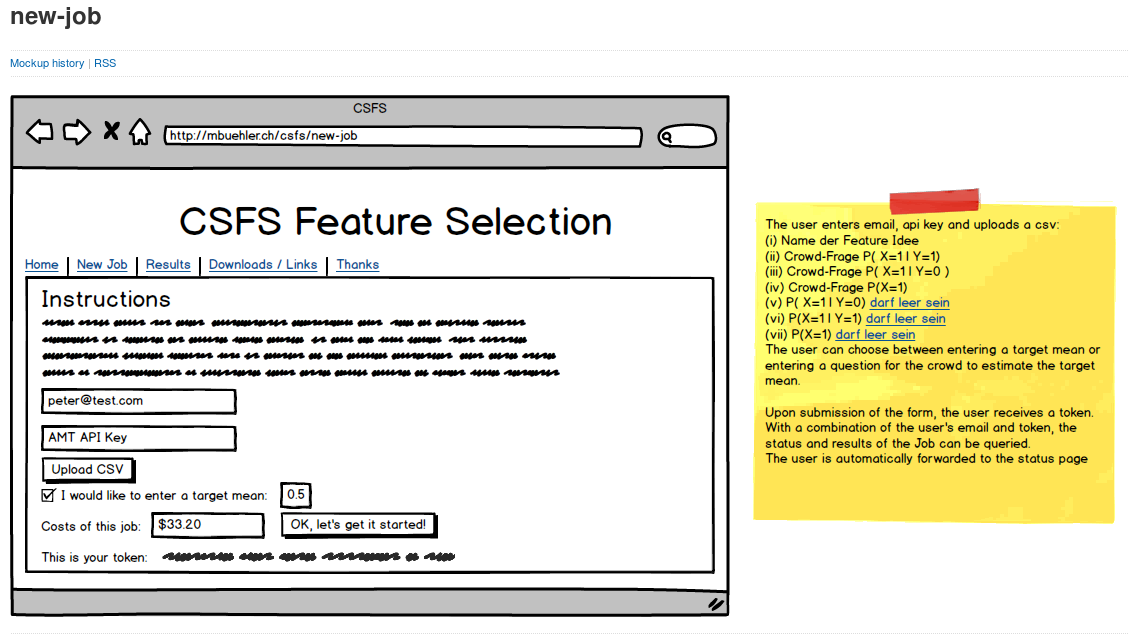 new-job
Mockup history | RSS
CSFS
http://mbuehler.ch/csfs/new-job
CSFS Feature Selection
Home | New Job | Results | Downloads / Links | Thanks
Instructions
peter@test.com
AMT API Key
Upload CSV
I would like to enter a target mean: 0.5
Costs of this job: $33.20 OK, let's get it started!
This is your token:
The user enters email, api key and uploads a csv:
(i) Name der Feature Idee
(ii) Crowd-Frage P( X=1 | Y=1)
(iii) Crowd-Frage P( X=1 | Y=0 )
(iv) Crowd-Frage P(X=1)
(v) P( X=1 | Y=0) darf leer sein
(vi) P(X=1 | Y=1) darf leer sein
(vii) P(X=1) darf leer sein
The user can choose between entering a target mean or
entering a question for the crowd to estimate the target
mean.
Upon submission of the form, the user receives a token.
With a combination of the user's email and token, the
status and results of the Job can be queried.
The user is automatically forwarded to the status page